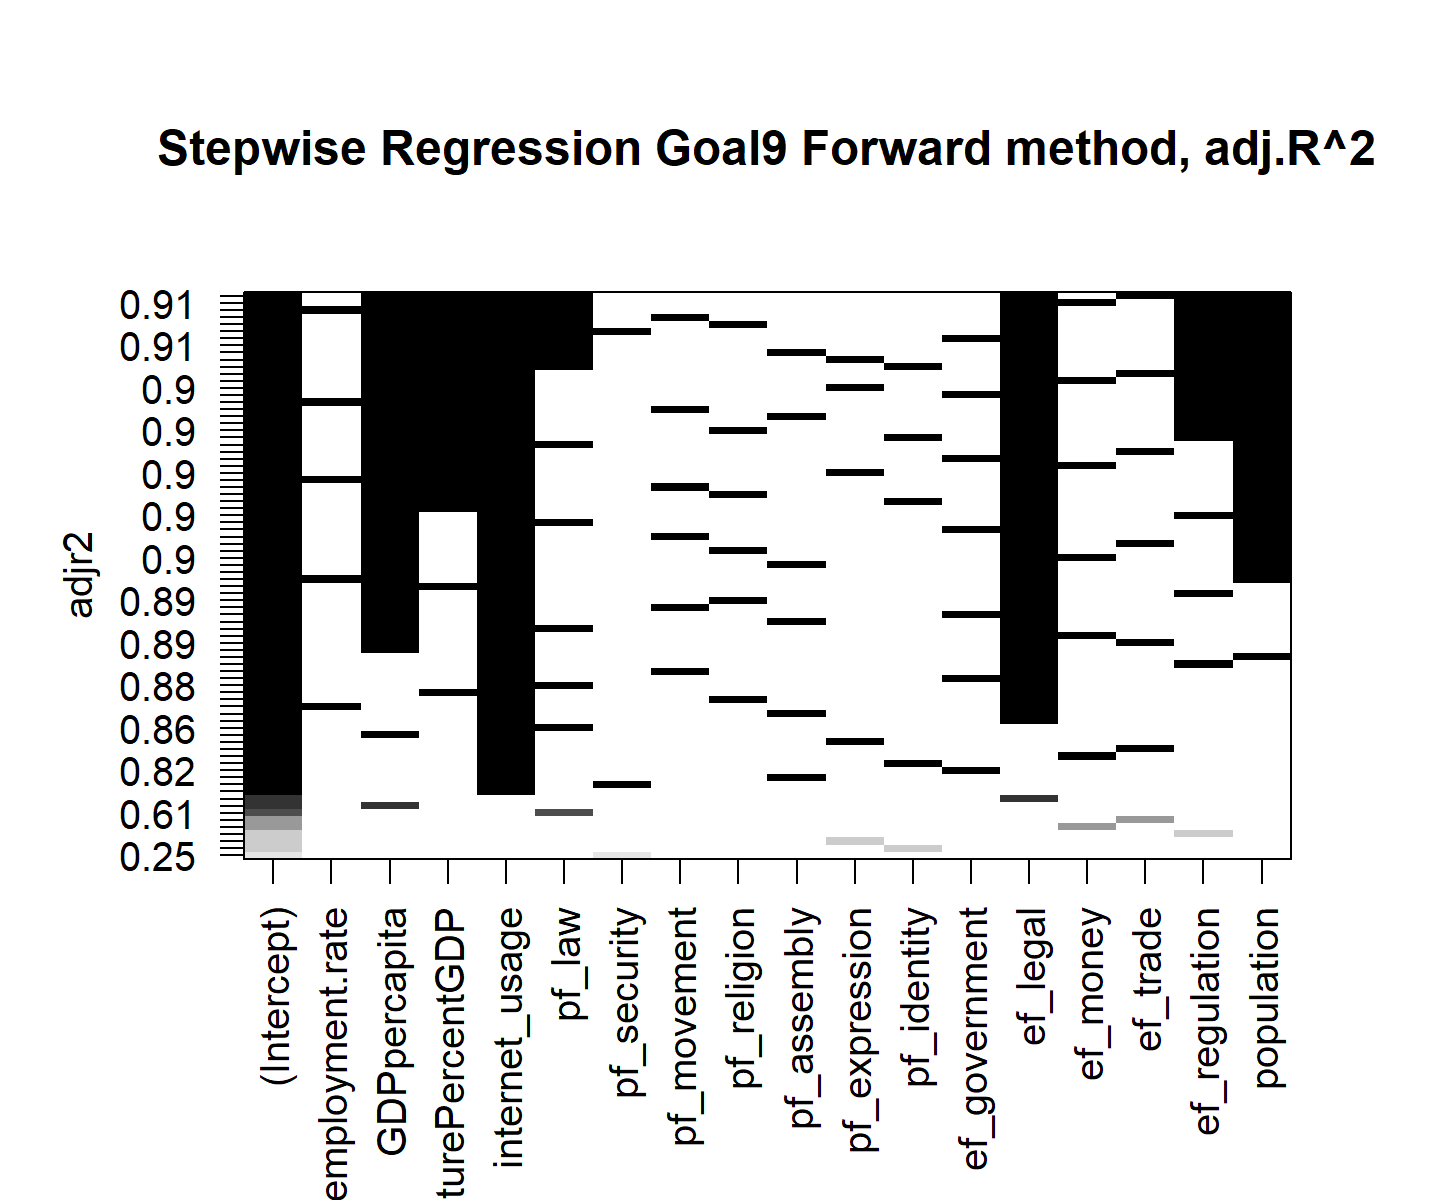 Stepwise Regression Goal9 Forward method, adj.R^2
adjr2
0.91
0.91
0.9
0.9
0.9
0.9
0.9
0.89
0.89
0.88
0.86
0.82
0.61
0.25
(Intercept)
employment.rate
GDPpercapita
turePercentGDP
internet_usage
pf_law
pf_security
pf_movement
pf_religion
pf_assembly
pf_expression
pf_identity
ef_government
ef_legal
ef_money
ef_trade
ef_regulation
population